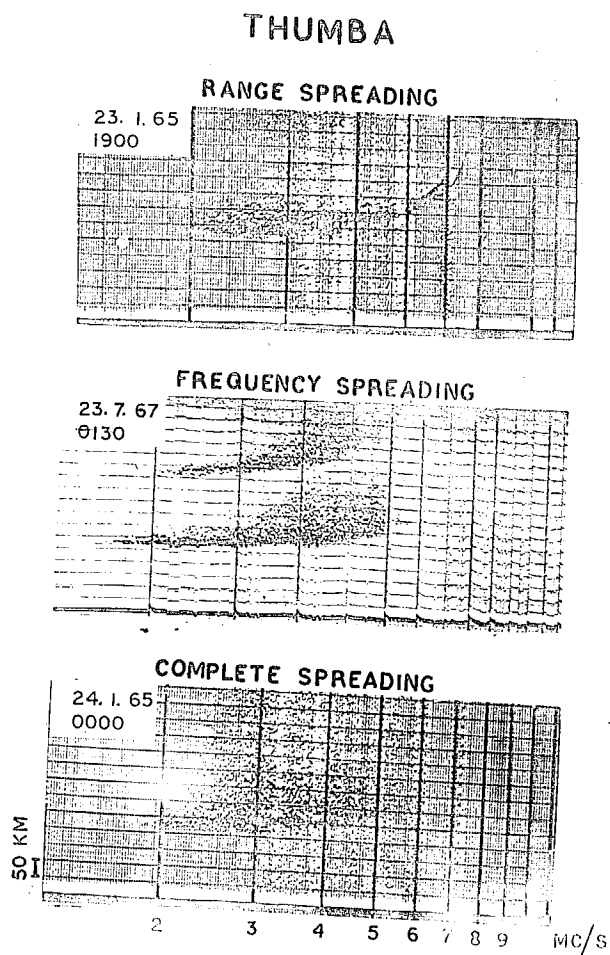 THUMBA
RANGE SPREADING
23. 1. 65
1900
FREQUENCY SPREADING
23. 7. 67
0130
COMPLETE SPREADING
24. 1. 65
0000
50 KM
2 3 4 5 6 7 8 9 MC/S